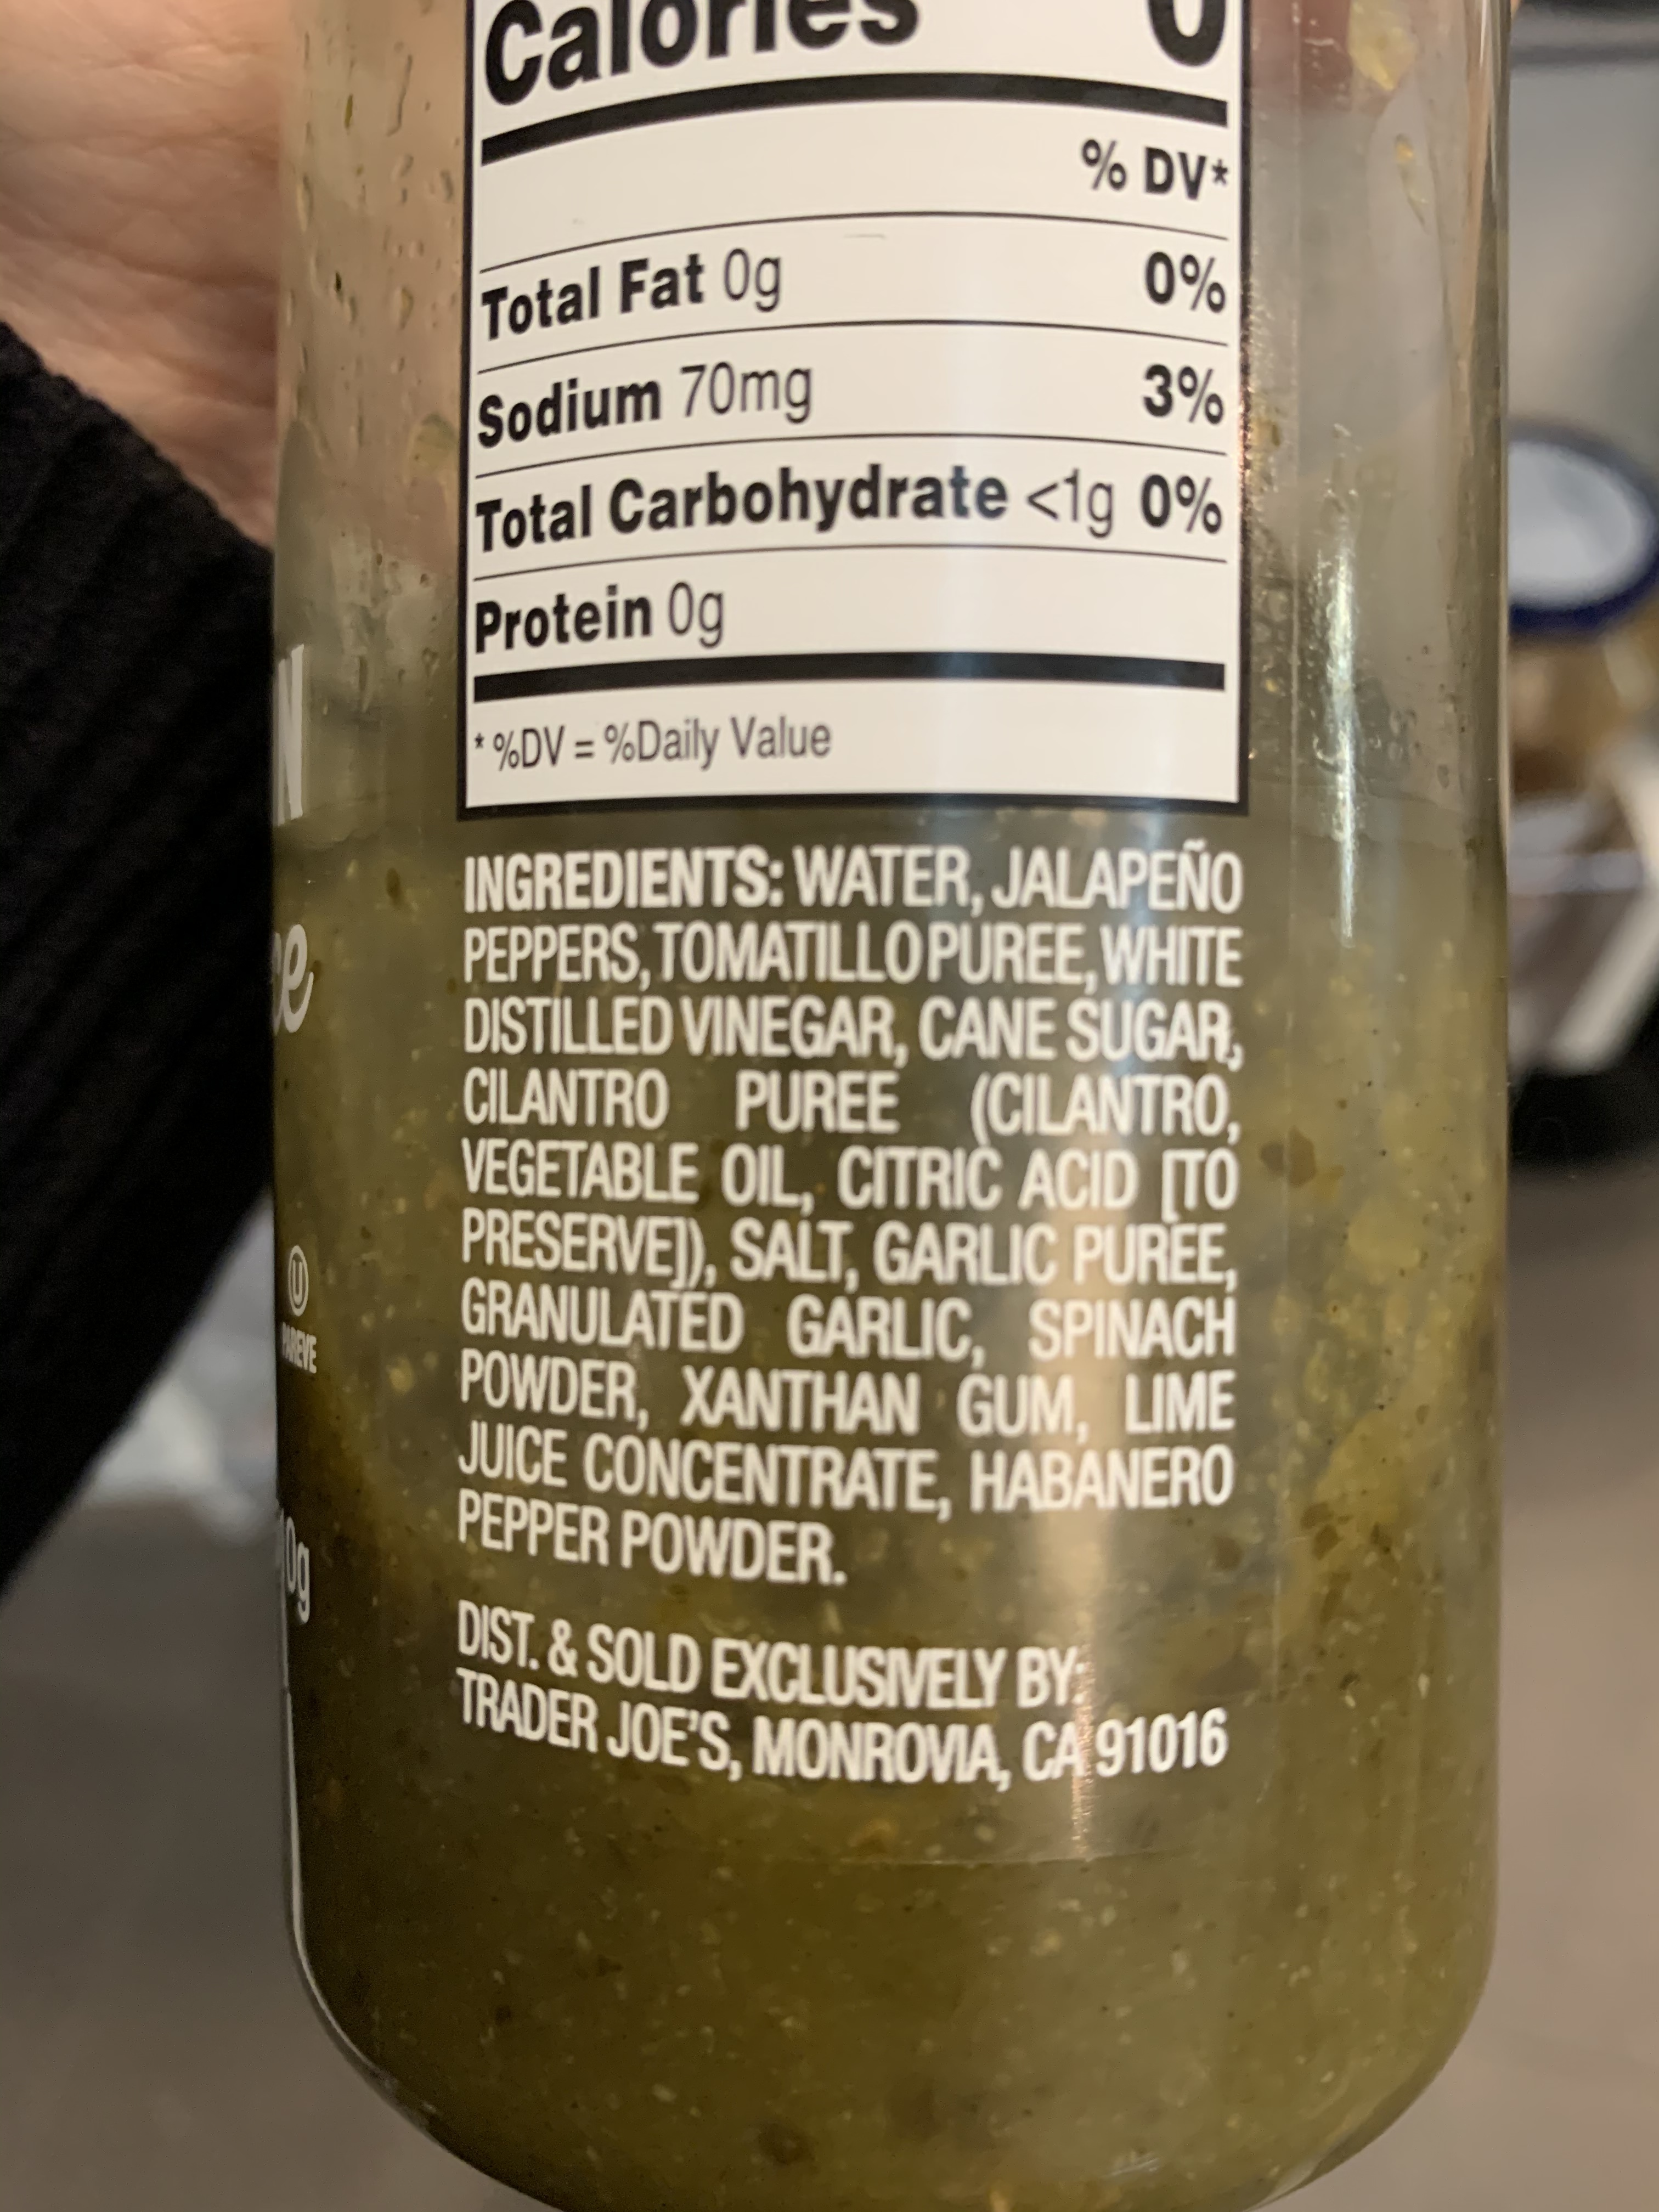 Calories 0
% DV*
Total Fat 0g 0%
Sodium 70mg 3%
Total Carbohydrate <1g 0%
Protein 0g
* %DV = %Daily Value
INGREDIENTS: WATER, JALAPEÑO
PEPPERS, TOMATILLO PUREE, WHITE
DISTILLED VINEGAR, CANE SUGAR,
CILANTRO PUREE (CILANTRO,
VEGETABLE OIL, CITRIC ACID [TO
PRESERVE]), SALT, GARLIC PUREE,
GRANULATED GARLIC, SPINACH
POWDER, XANTHAN GUM, LIME
JUICE CONCENTRATE, HABANERO
PEPPER POWDER.
DIST. & SOLD EXCLUSIVELY BY:
TRADER JOE'S, MONROVIA, CA 91016
U
PAREVE